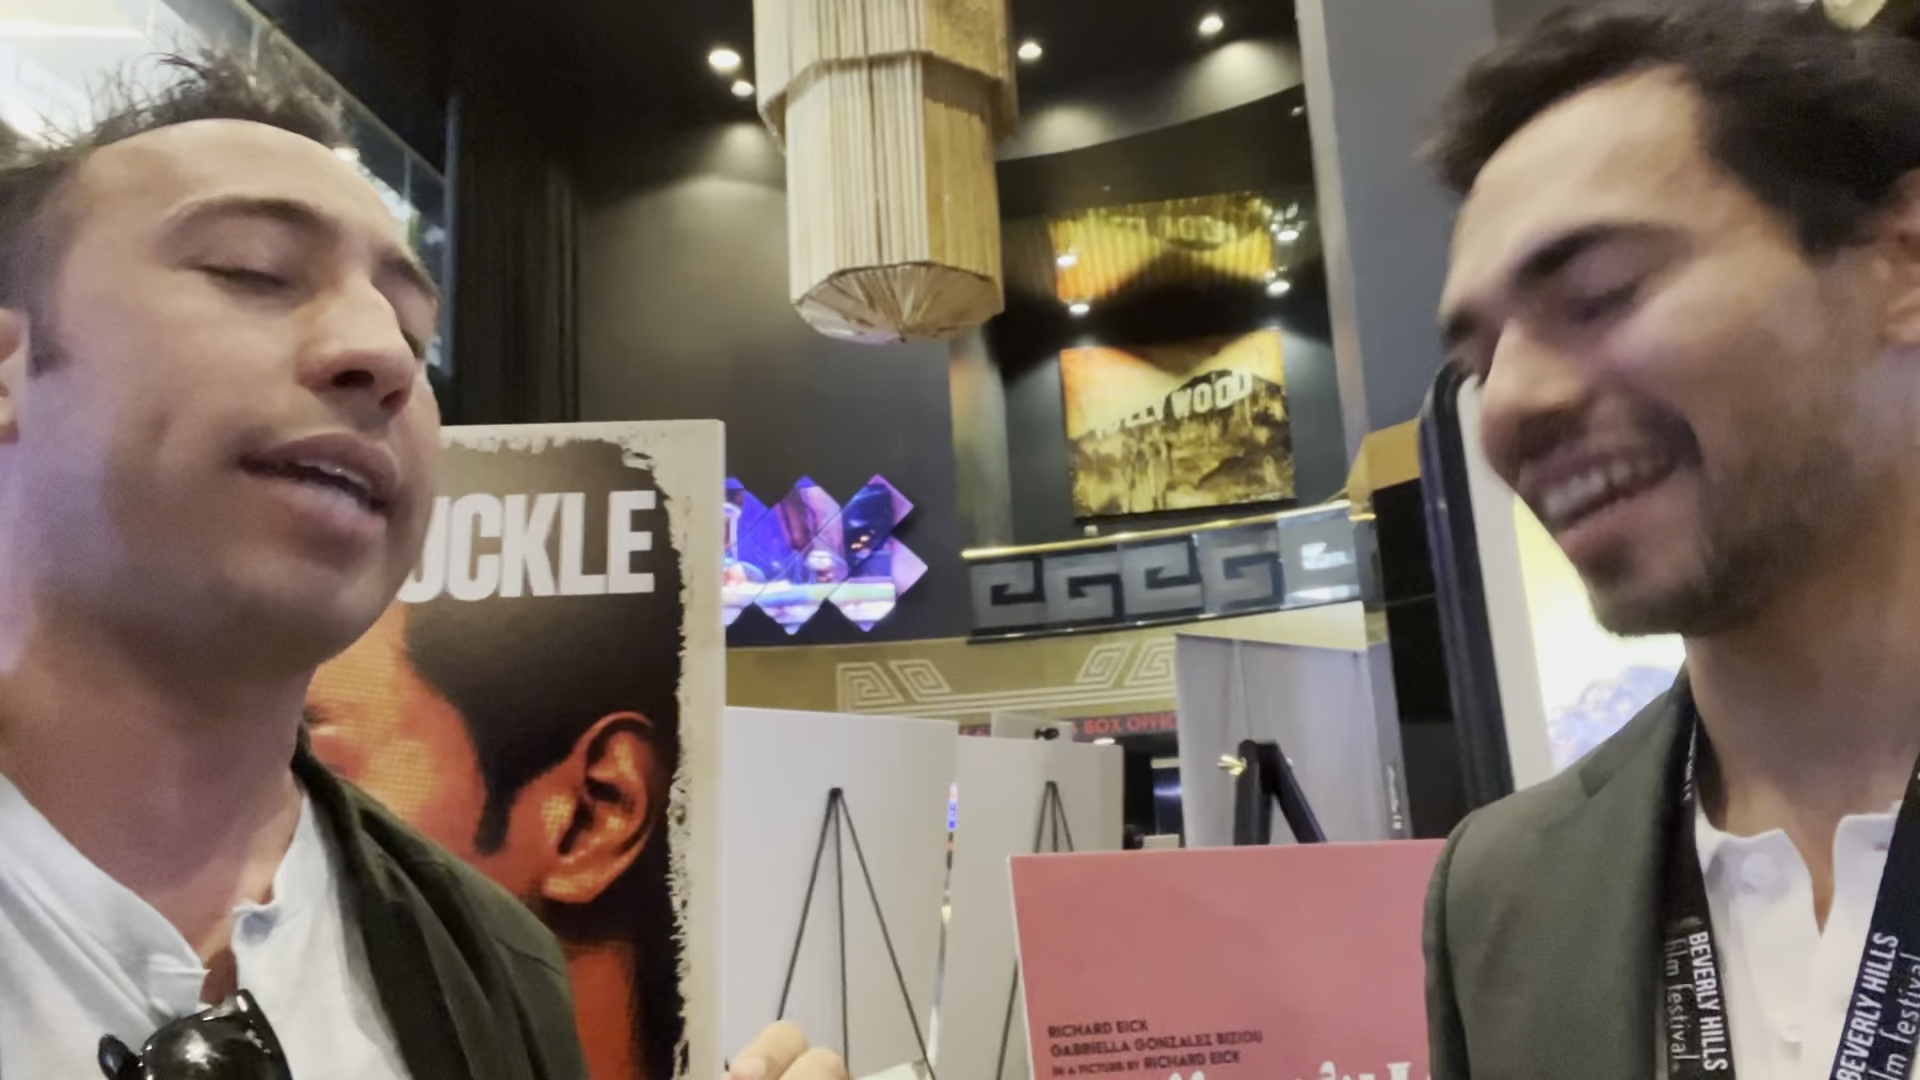 UCKLE
HOLLYWOOD
BOX OFFICE
RICHARD EICK
GABRIELLA GONZALEZ BIZIOU
IN A PICTURE BY RICHARD EICK
BEVERLY HILLS
film festival
BEVERLY HILLS
film festival